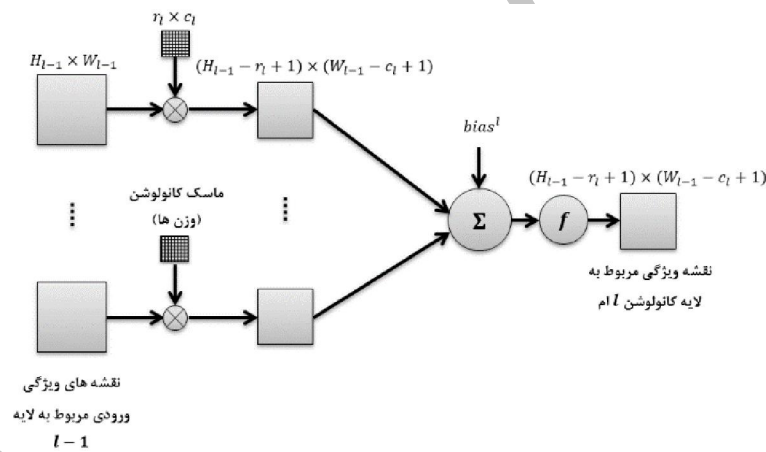 r_l × c_l
H_{l−1} × W_{l−1}
(H_{l−1} − r_l + 1) × (W_{l−1} − c_l + 1)
bias^l
(H_{l−1} − r_l + 1) × (W_{l−1} − c_l + 1)
ماسک کانولوشن
(وزن ها)
Σ
f
نقشه ویژگی مربوط به
لایه کانولوشن l ام
نقشه های ویژگی
ورودی مربوط به لایه
l − 1